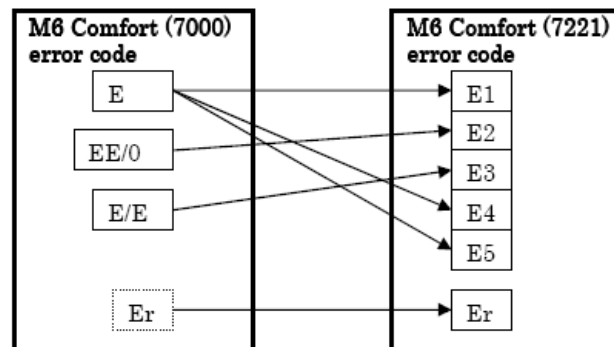 M6 Comfort (7000)
error code
E
EE/0
E/E
Er
M6 Comfort (7221)
error code
E1
E2
E3
E4
E5
Er